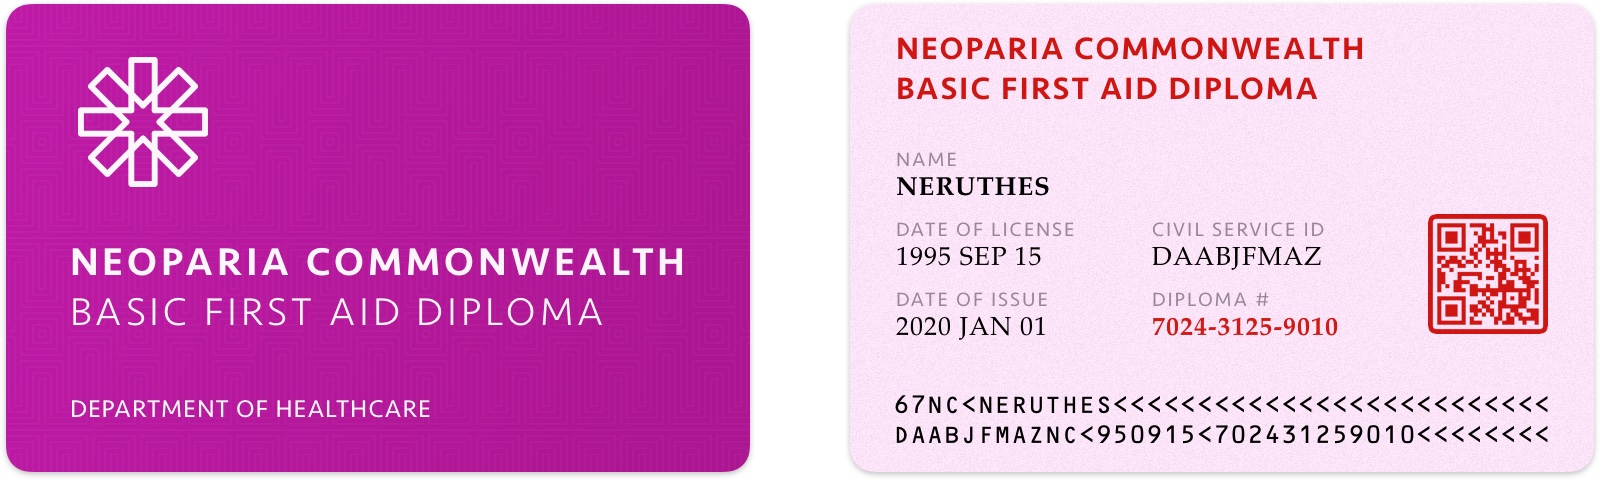 NEOPARIA COMMONWEALTH
BASIC FIRST AID DIPLOMA
DEPARTMENT OF HEALTHCARE
NEOPARIA COMMONWEALTH
BASIC FIRST AID DIPLOMA
NAME
NERUTHES
DATE OF LICENSE
1995 SEP 15
CIVIL SERVICE ID
DAABJFMAZ
DATE OF ISSUE
2020 JAN 01
DIPLOMA #
7024-3125-9010
67NC<NERUTHES<<<<<<<<<<<<<<<<<<<<<<<<<<<
DAABJFMAZNC<950915<702431259010<<<<<<<<